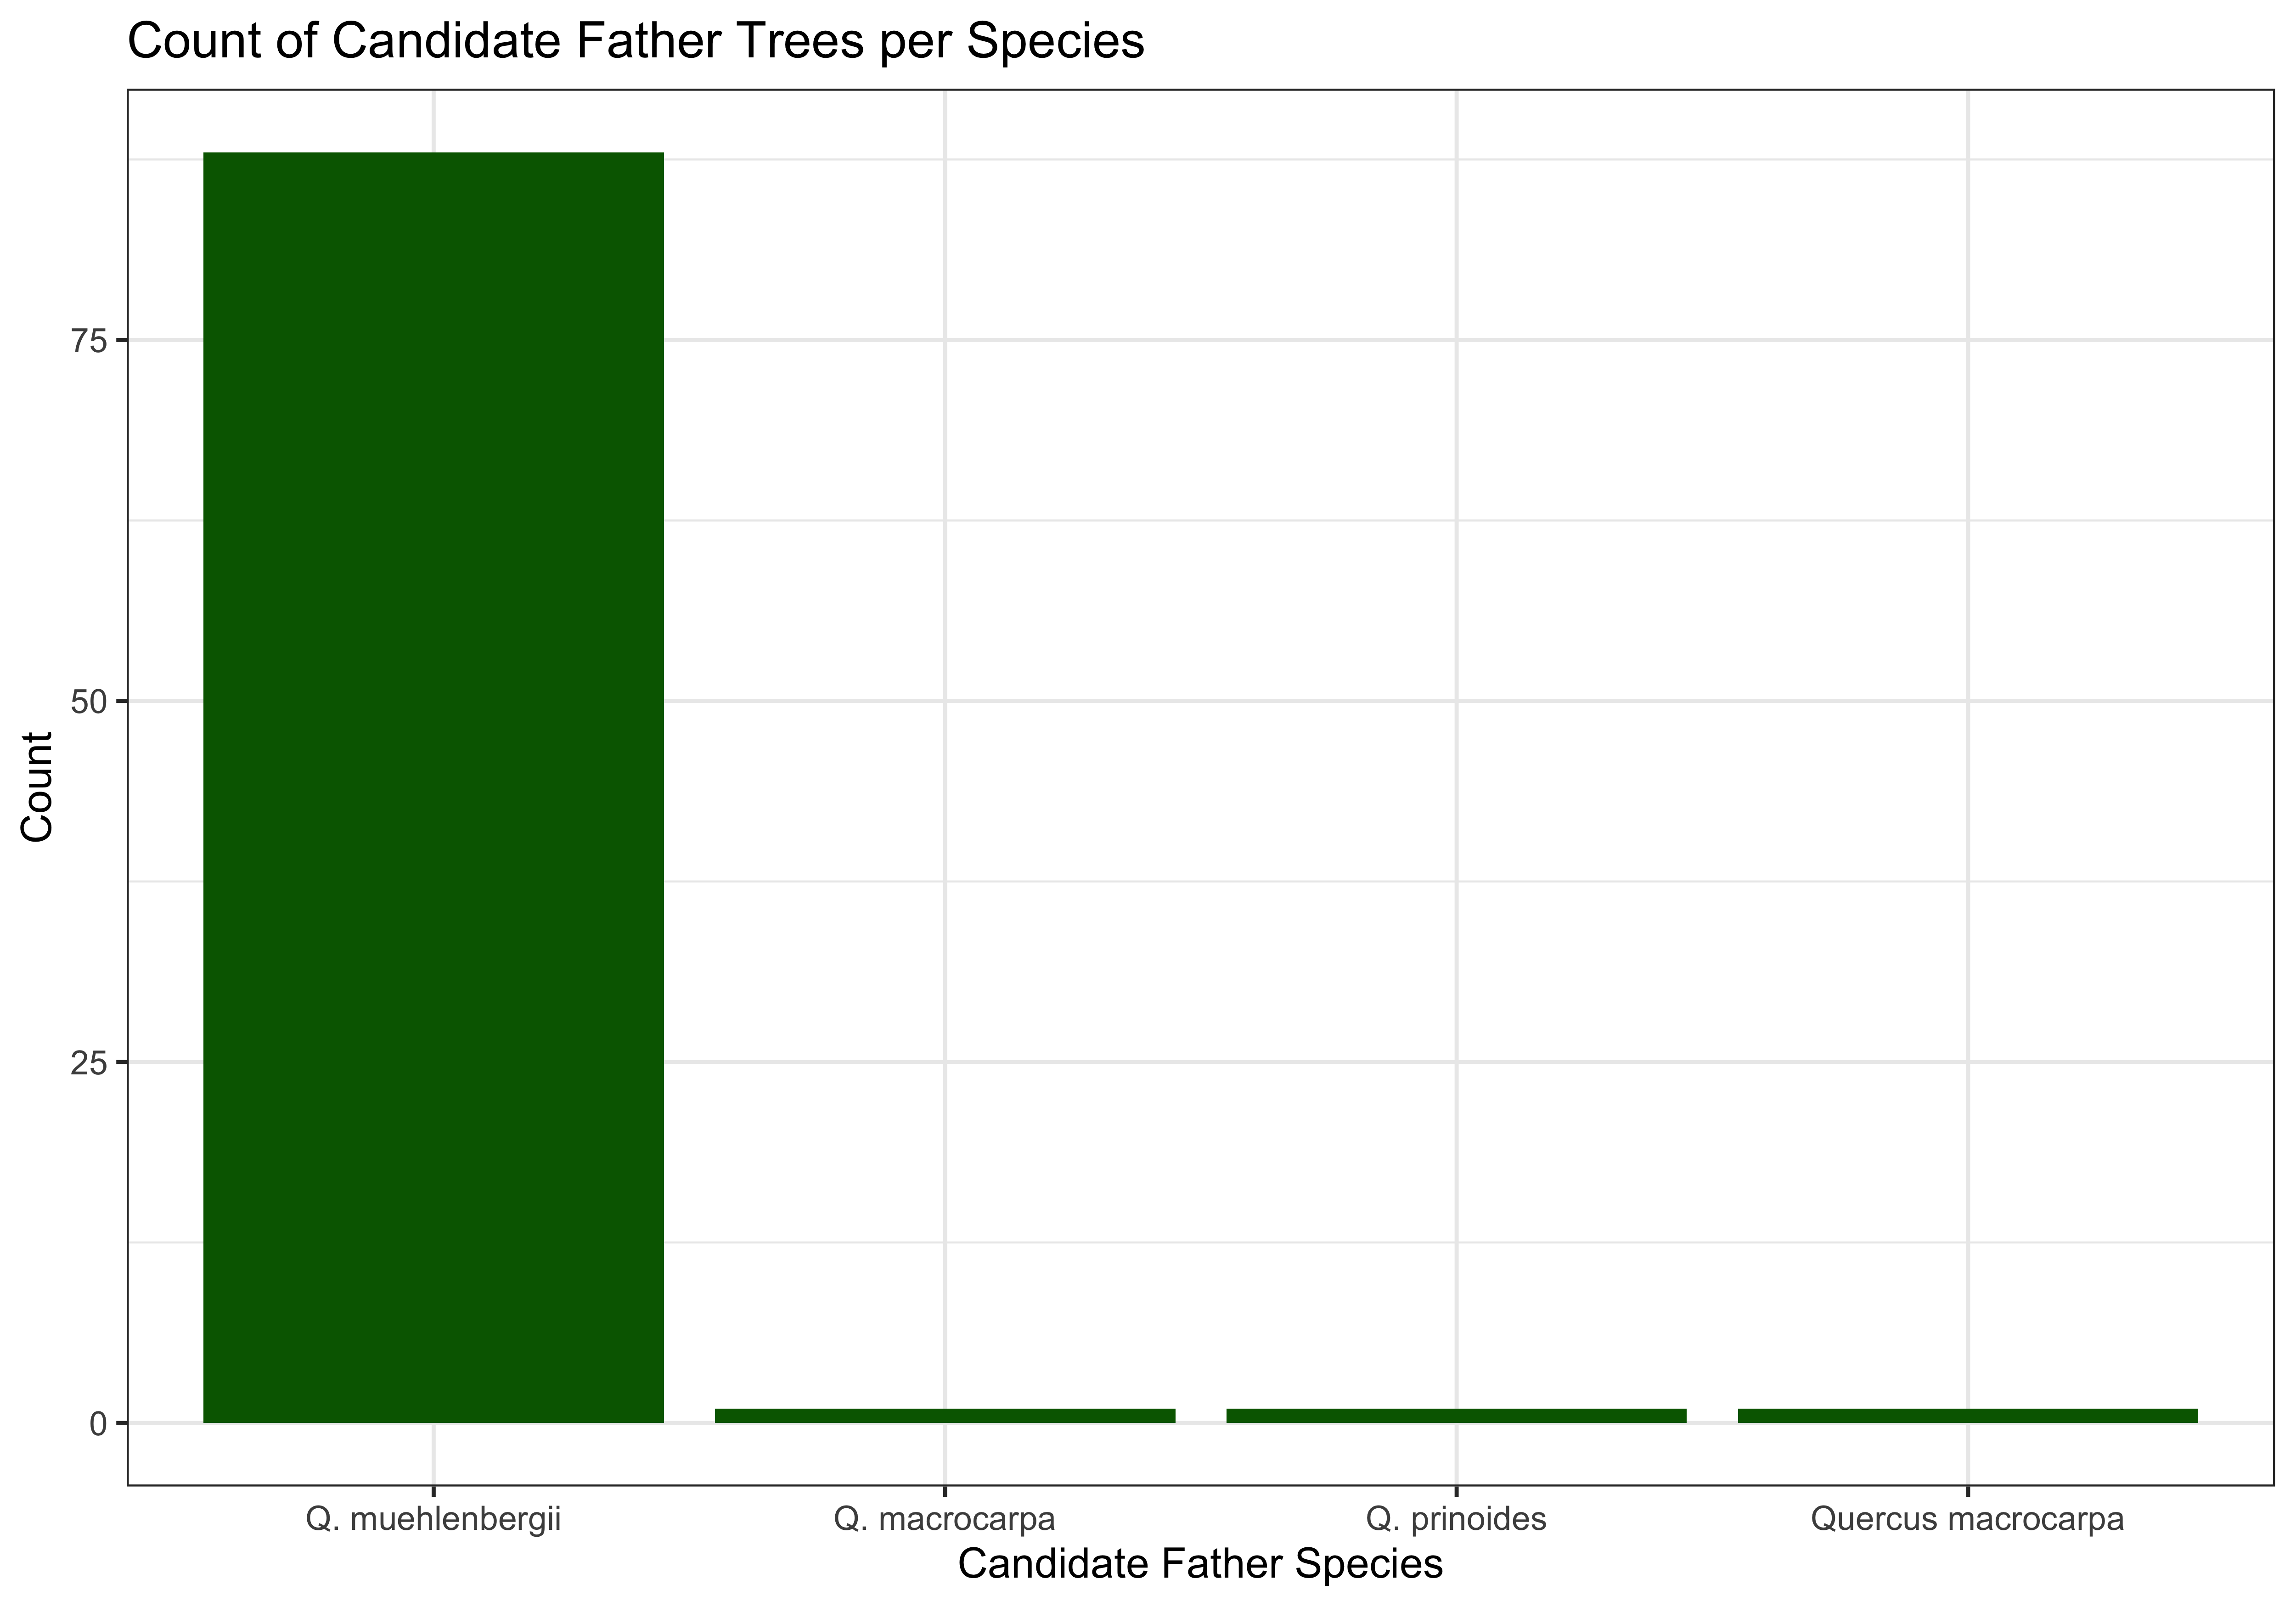 Count of Candidate Father Trees per Species
Count
75
50
25
0
Q. muehlenbergii
Q. macrocarpa
Q. prinoides
Quercus macrocarpa
Candidate Father Species